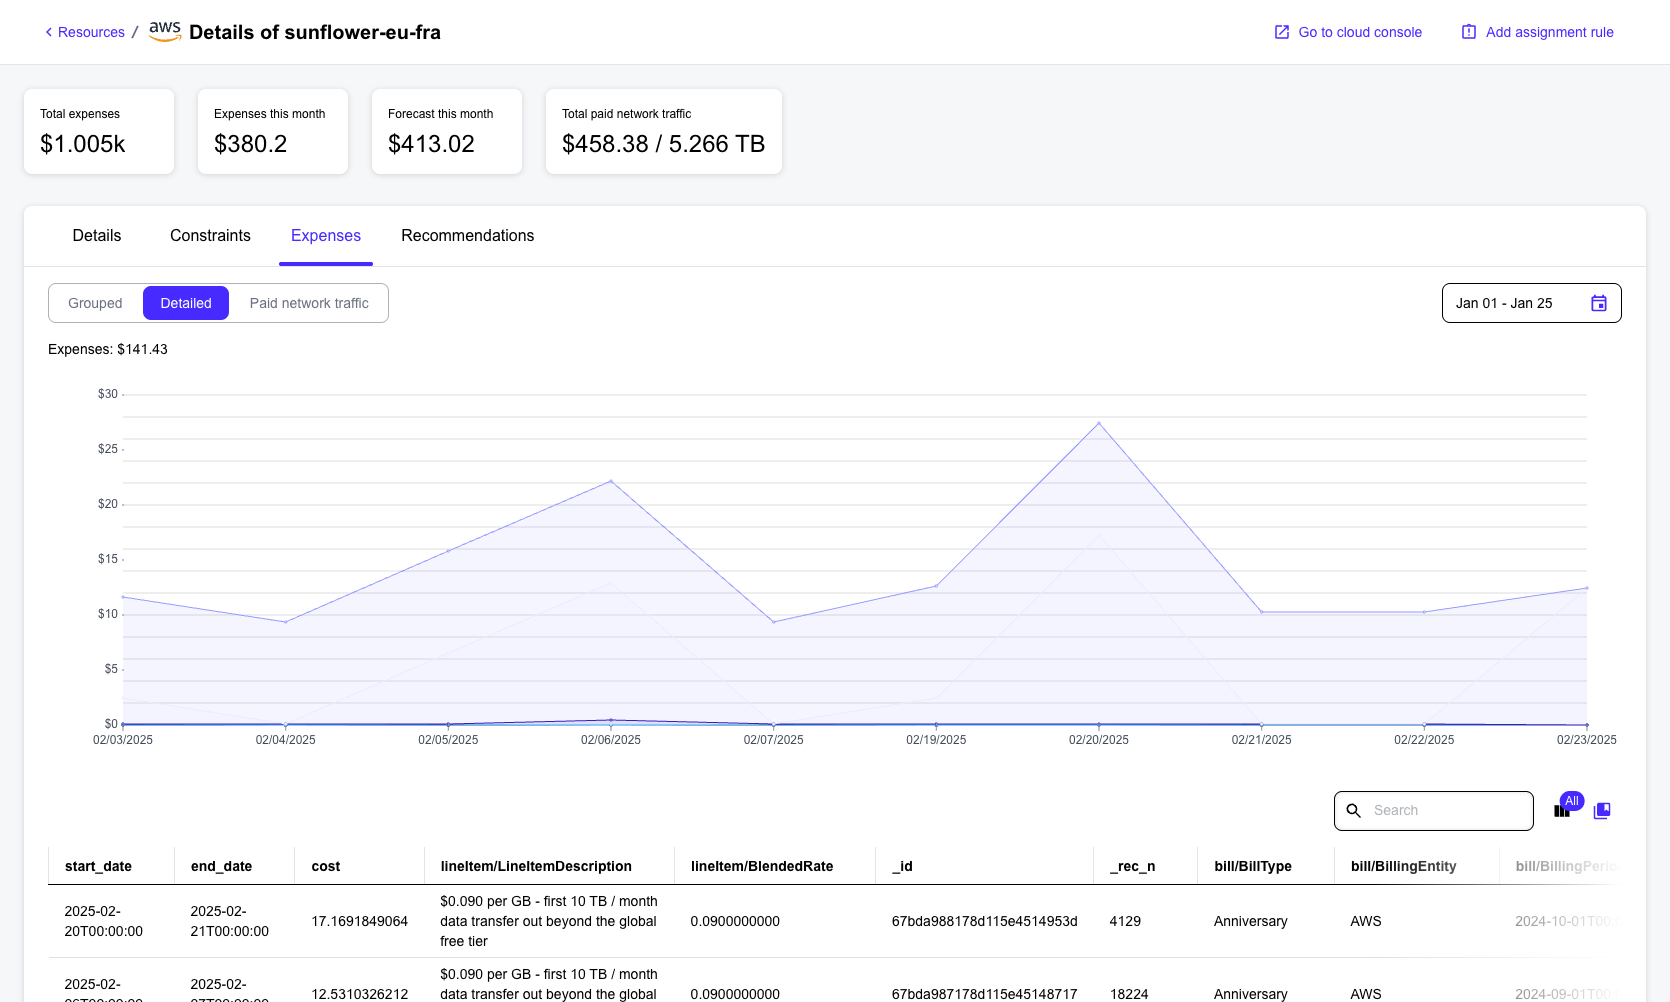 Resources / aws Details of sunflower-eu-fra
Go to cloud console
Add assignment rule
Total expenses
$1.005k
Expenses this month
$380.2
Forecast this month
$413.02
Total paid network traffic
$458.38 / 5.266 TB
Details Constraints Expenses Recommendations
Grouped Detailed Paid network traffic
Jan 01 - Jan 25
Expenses: $141.43
$30
$25
$20
$15
$10
$5
$0
02/03/2025 02/04/2025 02/05/2025 02/06/2025 02/07/2025 02/19/2025 02/20/2025 02/21/2025 02/22/2025 02/23/2025
Search
All
start_date end_date cost lineItem/LineItemDescription lineItem/BlendedRate _id _rec_n bill/BillType bill/BillingEntity
2025-02-
20T00:00:00
2025-02-
21T00:00:00
17.1691849064
$0.090 per GB - first 10 TB / month
data transfer out beyond the global
free tier
0.0900000000
67bda988178d115e4514953d
4129
Anniversary
AWS
2024-10-01T00:
2025-02-
2025-02-
12.5310326212
$0.090 per GB - first 10 TB / month
data transfer out beyond the global
0.0900000000
67bda987178d115e45148717
18224
Anniversary
AWS
2024-09-01T00: